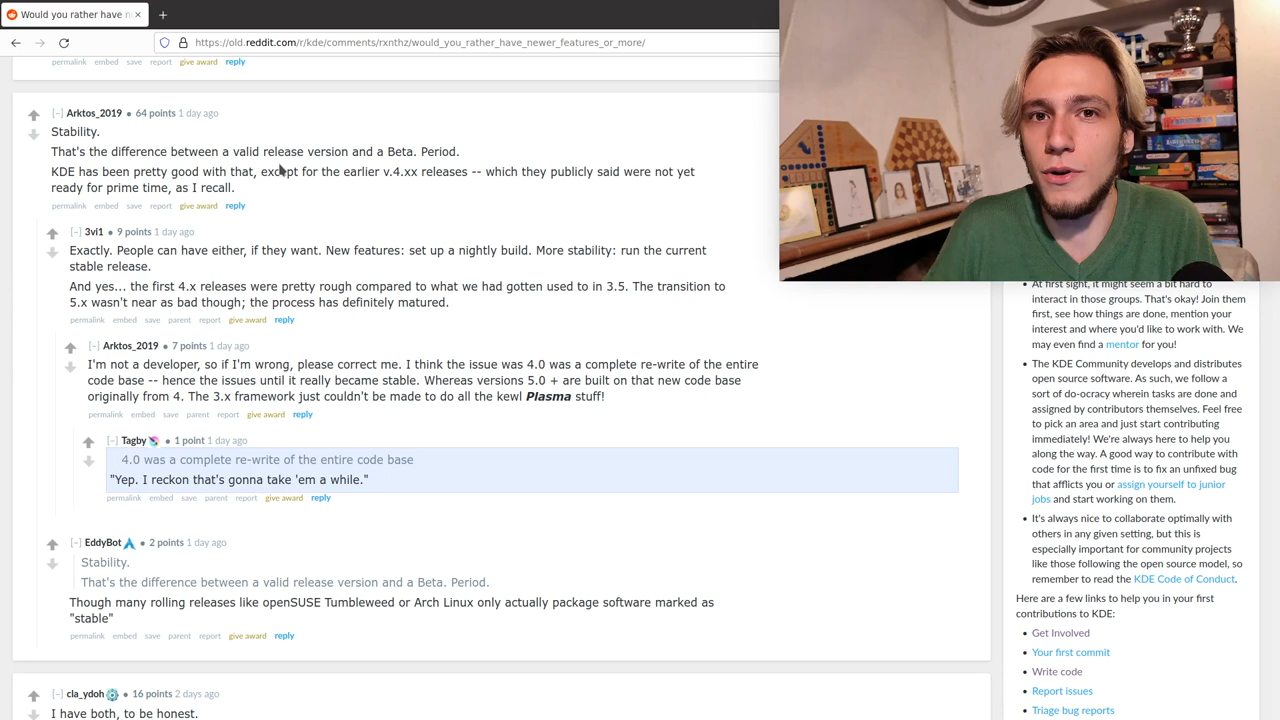 Would you rather have n
https://old.reddit.com/r/kde/comments/rxnthz/would_you_rather_have_newer_features_or_more/
permalink embed save report give award reply
[–] Arktos_2019 • 64 points 1 day ago
Stability.
That's the difference between a valid release version and a Beta. Period.
KDE has been pretty good with that, except for the earlier v.4.xx releases -- which they publicly said were not yet
ready for prime time, as I recall.
permalink embed save report give award reply
[–] 3vi1 • 9 points 1 day ago
Exactly. People can have either, if they want. New features: set up a nightly build. More stability: run the current
stable release.
And yes... the first 4.x releases were pretty rough compared to what we had gotten used to in 3.5. The transition to
5.x wasn't near as bad though; the process has definitely matured.
permalink embed save parent report give award reply
[–] Arktos_2019 • 7 points 1 day ago
I'm not a developer, so if I'm wrong, please correct me. I think the issue was 4.0 was a complete re-write of the entire
code base -- hence the issues until it really became stable. Whereas versions 5.0 + are built on that new code base
originally from 4. The 3.x framework just couldn't be made to do all the kewl Plasma stuff!
permalink embed save parent report give award reply
[–] Tagby • 1 point 1 day ago
4.0 was a complete re-write of the entire code base
"Yep. I reckon that's gonna take 'em a while."
permalink embed save parent report give award reply
[–] EddyBot • 2 points 1 day ago
Stability.
That's the difference between a valid release version and a Beta. Period.
Though many rolling releases like openSUSE Tumbleweed or Arch Linux only actually package software marked as
"stable"
permalink embed save parent report give award reply
[–] cla_ydoh • 16 points 2 days ago
I have both, to be honest.
At first sight, it might seem a bit hard to
interact in those groups. That's okay! Join them
first, see how things are done, mention your
interest and where you'd like to work with. We
may even find a mentor for you!
• The KDE Community develops and distributes
open source software. As such, we follow a
sort of do-ocracy wherein tasks are done and
assigned by contributors themselves. Feel free
to pick an area and just start contributing
immediately! We're always here to help you
along the way. A good way to contribute with
code for the first time is to fix an unfixed bug
that afflicts you or assign yourself to junior
jobs and start working on them.
• It's always nice to collaborate optimally with
others in any given setting, but this is
especially important for community projects
like those following the open source model, so
remember to read the KDE Code of Conduct.
Here are a few links to help you in your first
contributions to KDE:
• Get Involved
• Your first commit
• Write code
• Report issues
• Triage bug reports